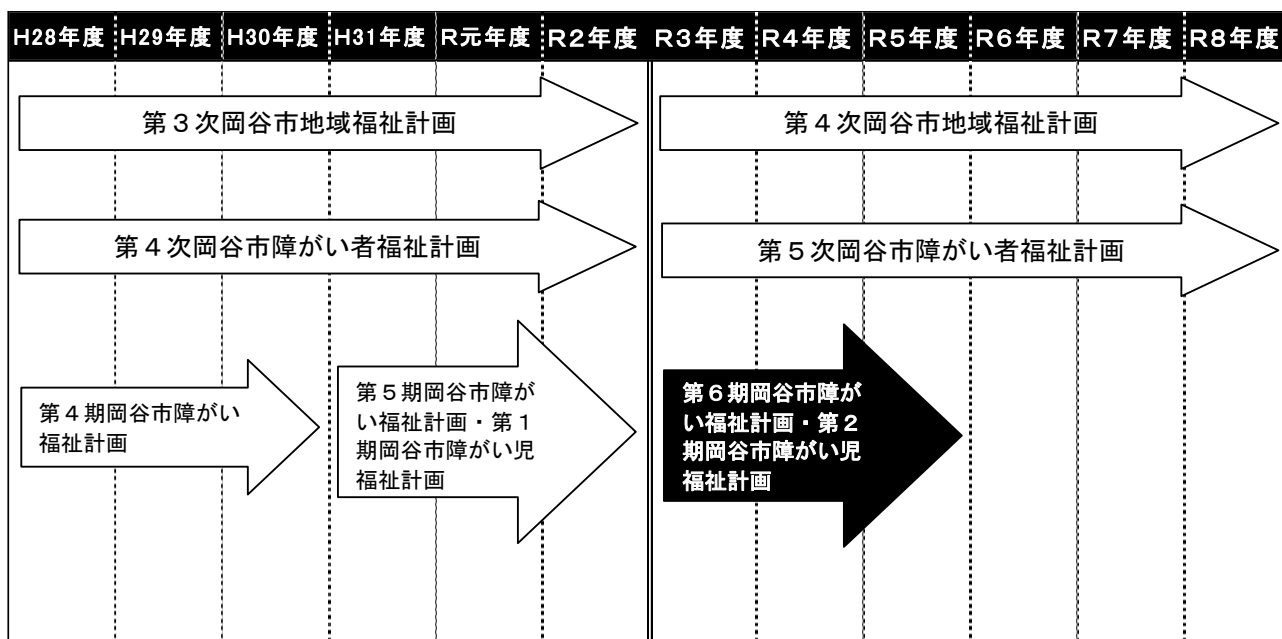 H28年度 H29年度 H30年度 H31年度 R元年度 R2年度 R3年度 R4年度 R5年度 R6年度 R7年度 R8年度
第3次岡谷市地域福祉計画
第4次岡谷市地域福祉計画
第4次岡谷市障がい者福祉計画
第5次岡谷市障がい者福祉計画
第4期岡谷市障がい
福祉計画
第5期岡谷市障が
い福祉計画・第1
期岡谷市障がい児
福祉計画
第6期岡谷市障が
い福祉計画・第2
期岡谷市障がい児
福祉計画